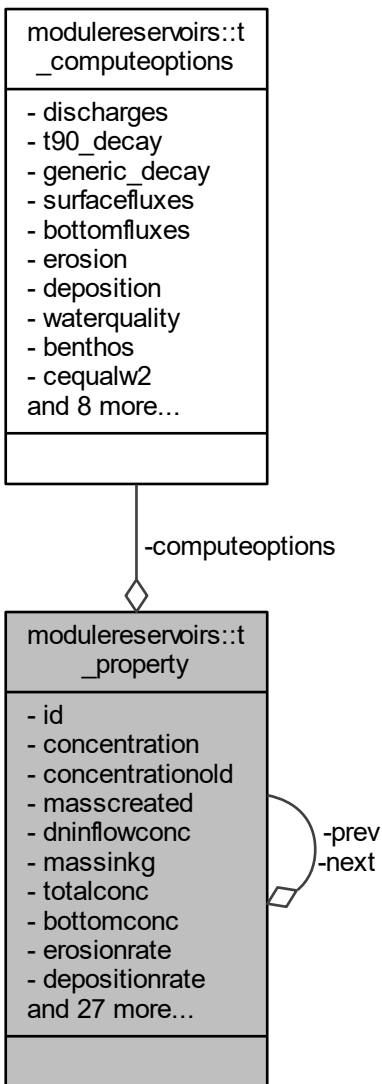 modulereservoirs::t
_computeoptions
- discharges
- t90_decay
- generic_decay
- surfacefluxes
- bottomfluxes
- erosion
- deposition
- waterquality
- benthos
- cequalw2
and 8 more...
-computeoptions
modulereservoirs::t
_property
- id
- concentration
- concentrationold
- masscreated
- dninflowconc
- massinkg
- totalconc
- bottomconc
- erosionrate
- depositionrate
and 27 more...
-prev
-next